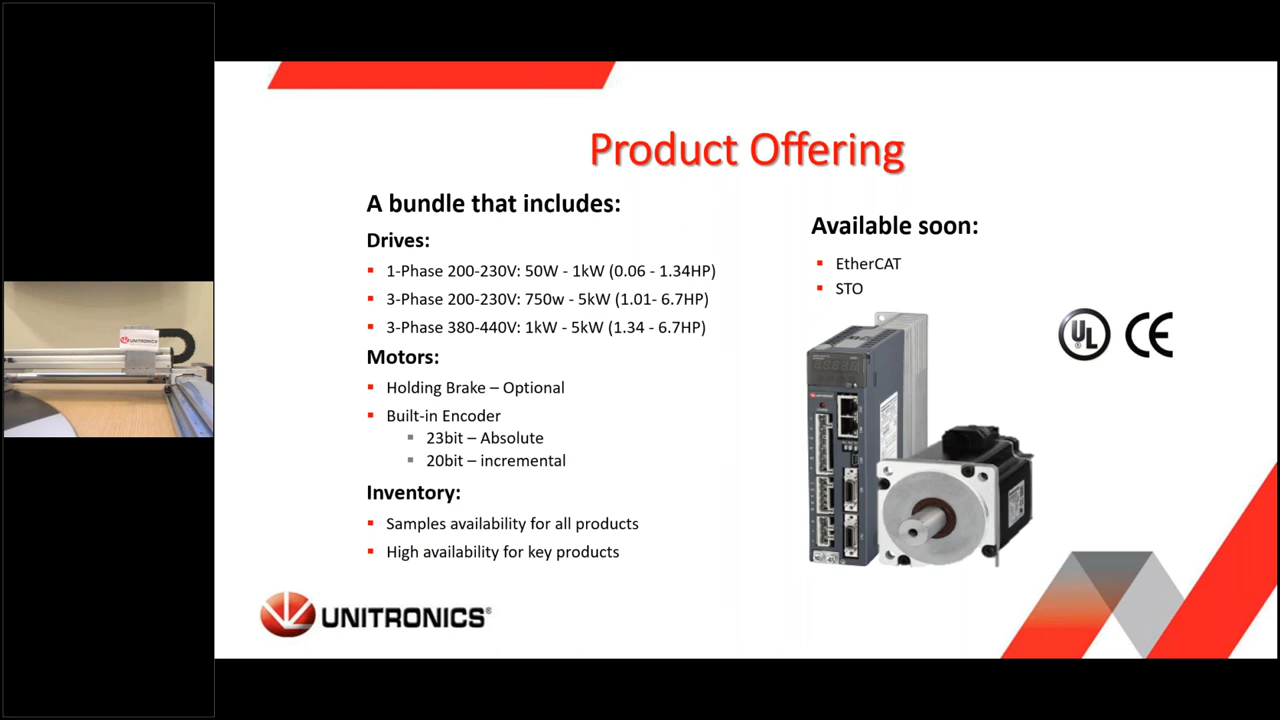 Product Offering
A bundle that includes:
Drives:
1-Phase 200-230V: 50W - 1kW (0.06 - 1.34HP)
3-Phase 200-230V: 750w - 5kW (1.01- 6.7HP)
3-Phase 380-440V: 1kW - 5kW (1.34 - 6.7HP)
Motors:
Holding Brake – Optional
Built-in Encoder
23bit – Absolute
20bit – incremental
Inventory:
Samples availability for all products
High availability for key products
Available soon:
EtherCAT
STO
UL CE
UNITRONICS
UNITRONICS
UNITRONICS®